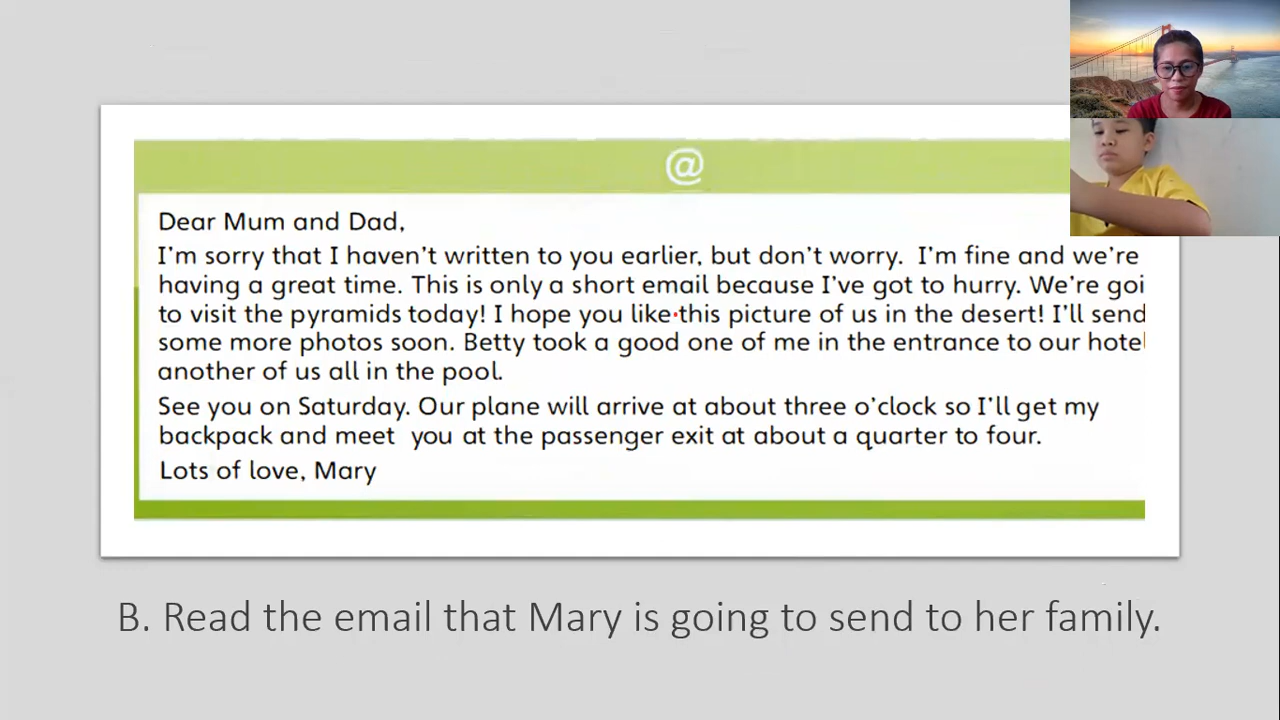 @
Dear Mum and Dad,
I'm sorry that I haven't written to you earlier, but don't worry. I'm fine and we're
having a great time. This is only a short email because I've got to hurry. We're goi
to visit the pyramids today! I hope you like this picture of us in the desert! I'll send
some more photos soon. Betty took a good one of me in the entrance to our hotel
another of us all in the pool.
See you on Saturday. Our plane will arrive at about three o'clock so I'll get my
backpack and meet you at the passenger exit at about a quarter to four.
Lots of love, Mary
B. Read the email that Mary is going to send to her family.